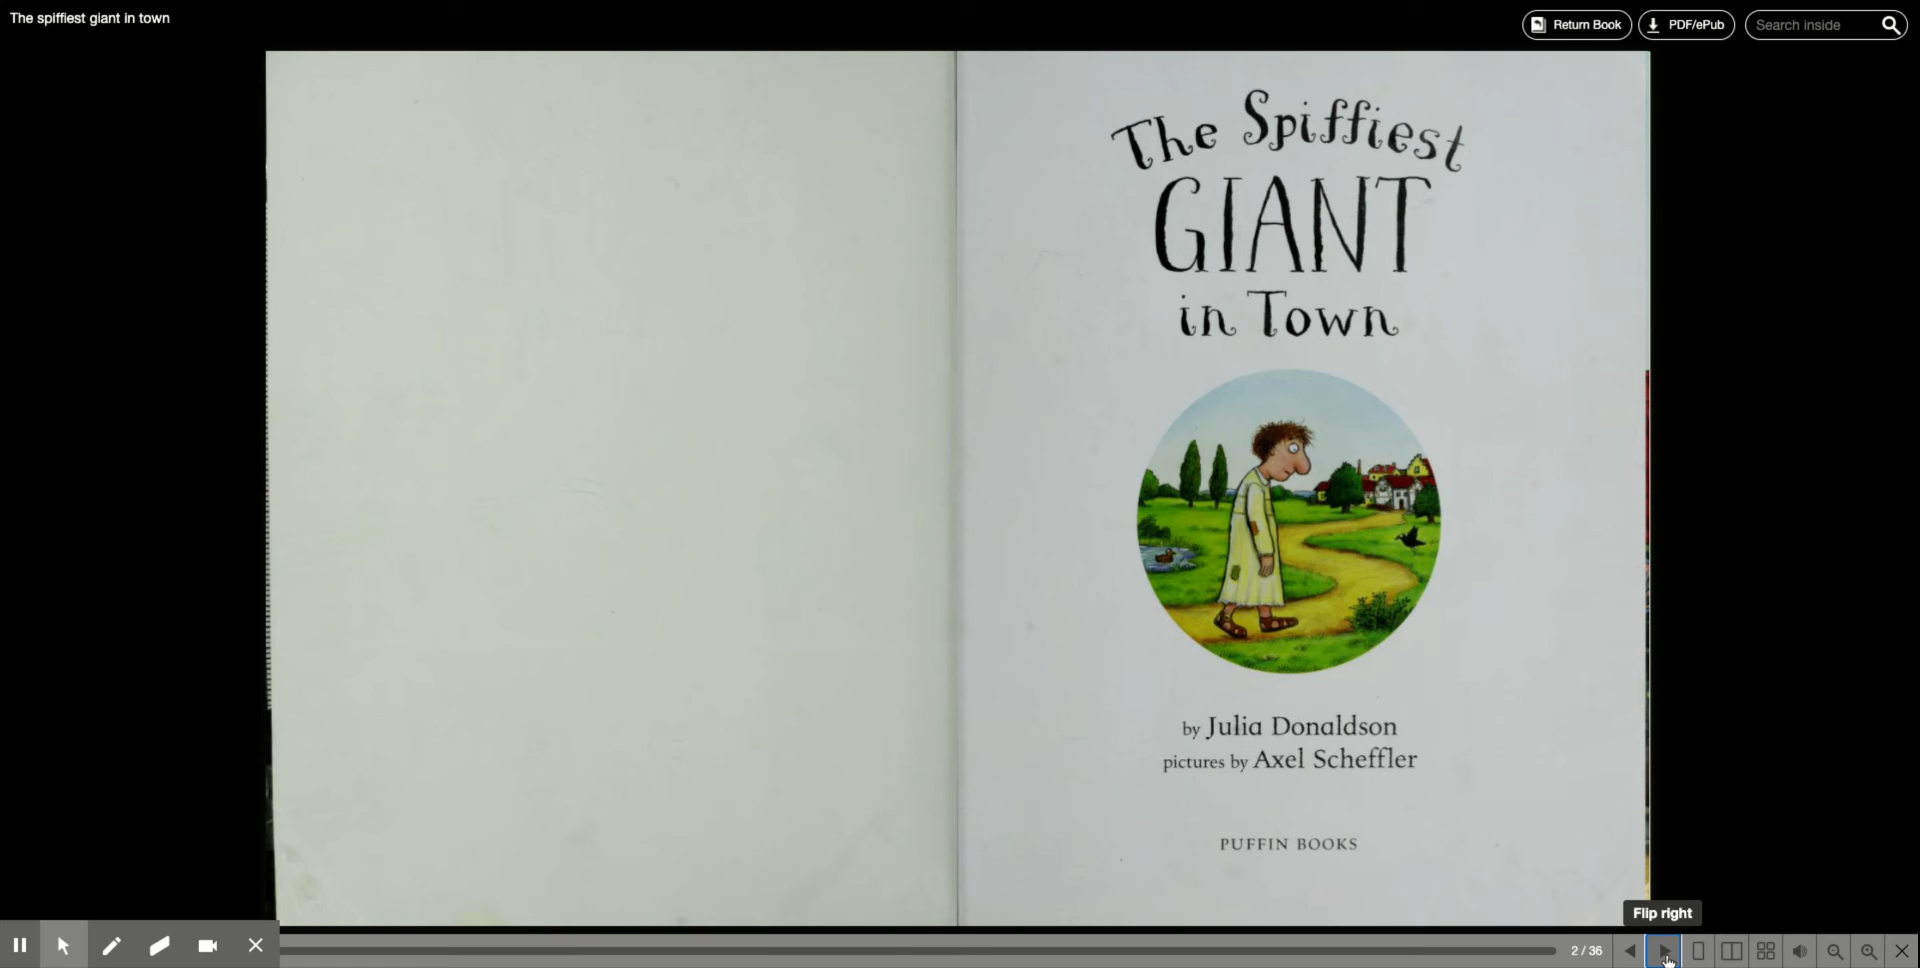 The spiffiest giant in town
Return Book
PDF/ePub
Search inside
The Spiffiest
GIANT
in Town
by Julia Donaldson
pictures by Axel Scheffler
PUFFIN BOOKS
Flip right
2 / 36